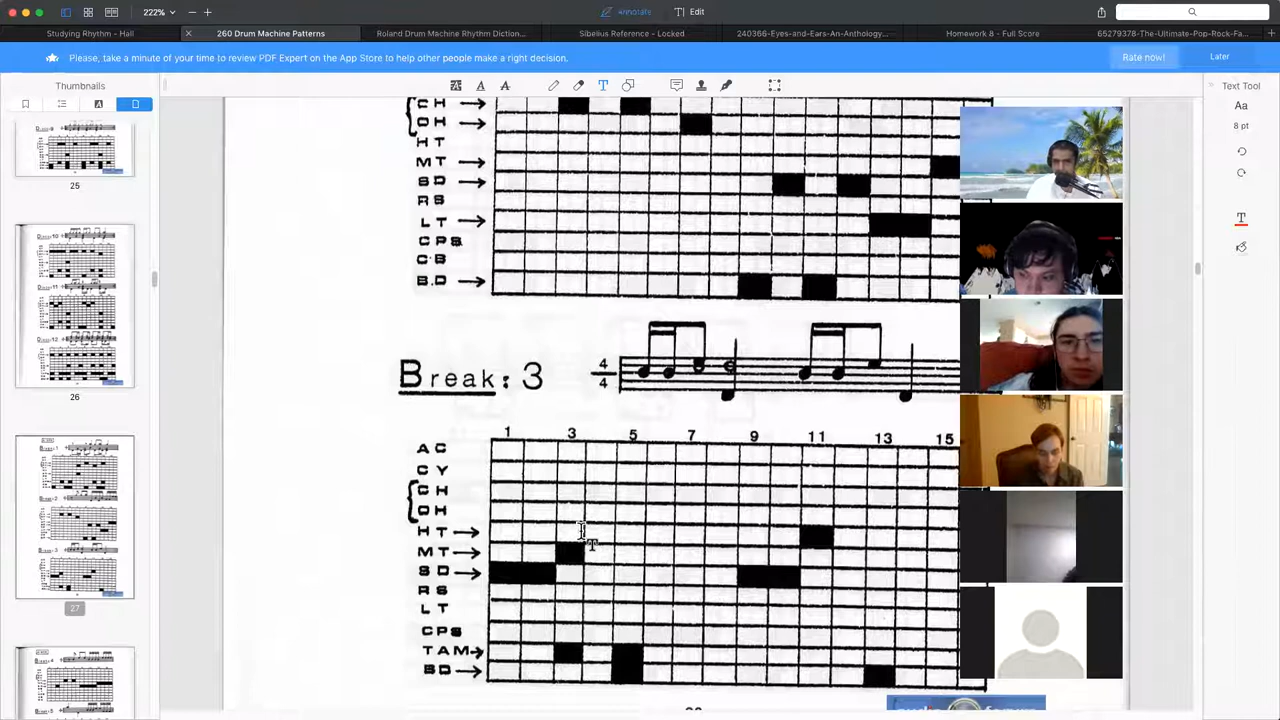 222%
Annotate
Edit
Studying Rhythm - Hall
260 Drum Machine Patterns
Roland Drum Machine Rhythm Diction...
Sibelius Reference - Locked
240366-Eyes-and-Ears-An-Anthology...
Homework 8 - Full Score
65279378-The-Ultimate-Pop-Rock-Fa...
Please, take a minute of your time to review PDF Expert on the App Store to help other people make a right decision.
Rate now!
Later
Thumbnails
Text Tool
Aa
8 pt
25
26
27
CH
OH
HT
MT
SD
RS
LT
CPS
CB
B.D
Break: 3
4
4
1 3 5 7 9 11 13 15
AC
CY
CH
OH
HT
MT
SD
RS
LT
CPS
TAM
BD